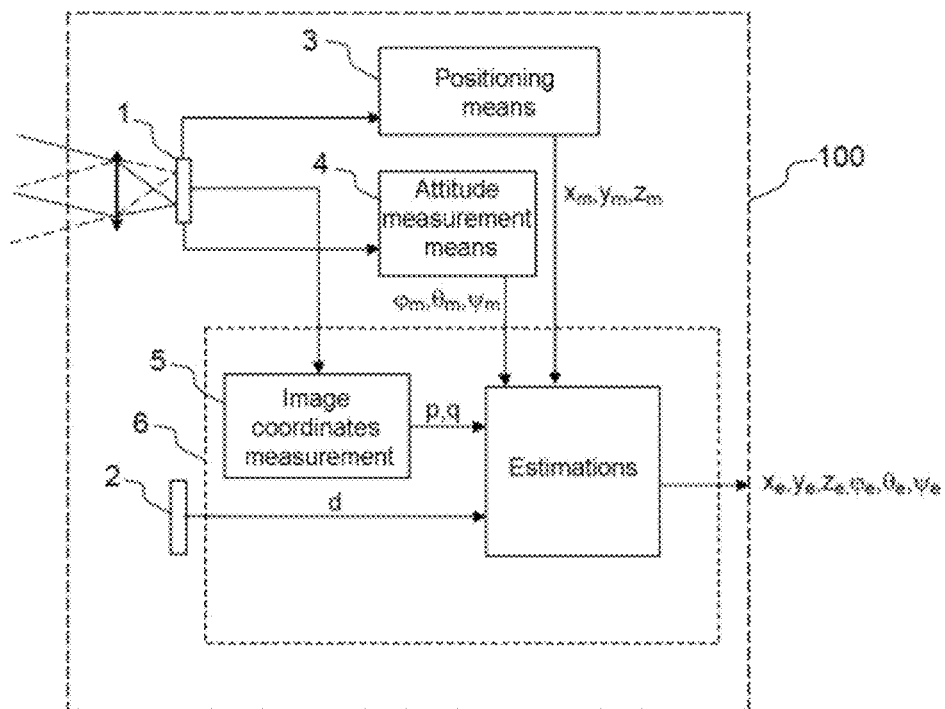 3
Positioning
means
1
100
4
Attitude
measurement
means
xm,ym,zm
φm,θm,ψm
5
Image
coordinates
measurement
p,q
6
Estimations
2
d
xe,ye,ze,φe,θe,ψe